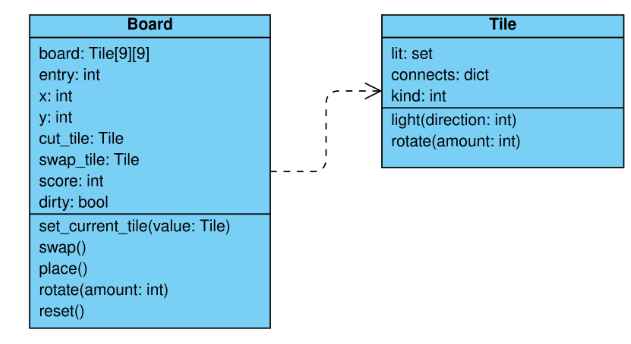 Board
board: Tile[9][9]
entry: int
x: int
y: int
cut_tile: Tile
swap_tile: Tile
score: int
dirty: bool
set_current_tile(value: Tile)
swap()
place()
rotate(amount: int)
reset()
Tile
lit: set
connects: dict
kind: int
light(direction: int)
rotate(amount: int)